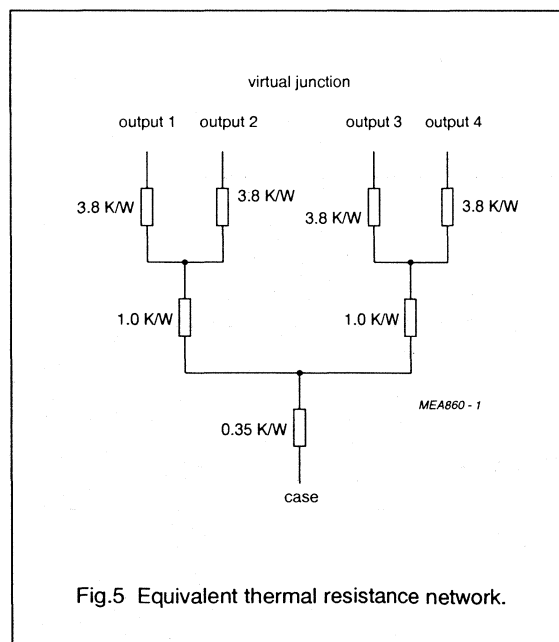 virtual junction
output 1 output 2 output 3 output 4
3.8 K/W 3.8 K/W 3.8 K/W 3.8 K/W
1.0 K/W 1.0 K/W
MEA860 - 1
0.35 K/W
case
Fig.5 Equivalent thermal resistance network.